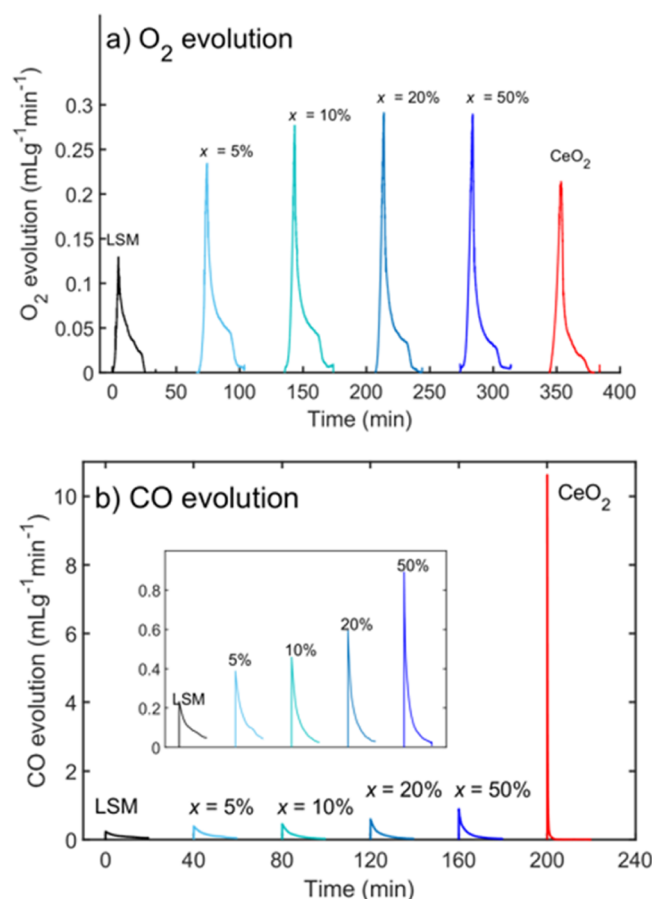 a) O₂ evolution
O₂ evolution (mLg⁻¹min⁻¹)
0.3
0.25
0.2
0.15
0.1
0.05
0
LSM
x = 5%
x = 10%
x = 20%
x = 50%
CeO₂
0 50 100 150 200 250 300 350 400
Time (min)
b) CO evolution
CO evolution (mLg⁻¹min⁻¹)
10
8
6
4
2
0
CeO₂
0.8
0.6
0.4
0.2
0
LSM
5%
10%
20%
50%
LSM
x = 5%
x = 10%
x = 20%
x = 50%
0 40 80 120 160 200 240
Time (min)